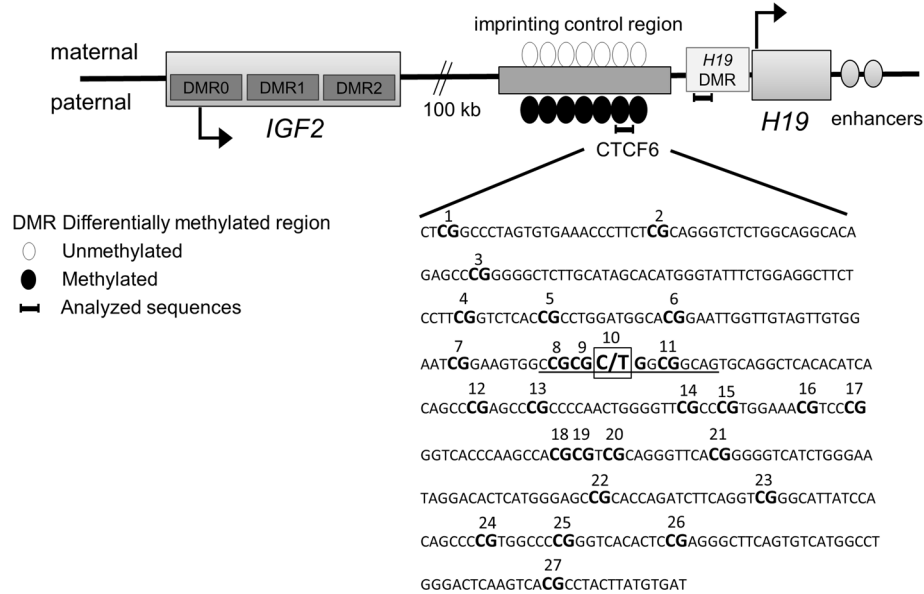 imprinting control region
maternal
H19
DMR
DMR0 DMR1 DMR2
paternal
100 kb
IGF2
H19
enhancers
CTCF6
DMR Differentially methylated region
Unmethylated
Methylated
Analyzed sequences
1 2
CTCGGCCCTAGTGTGAAACCCTTCTCGCAGGGTCTCTGGCAGGCACA
3
GAGCCCGGGGGCTCTTGCATAGCACATGGGTATTTCTGGAGGCTTCT
4 5 6
CCTTCGGTCTCACCGCCTGGATGGCACGGAATTGGTTGTAGTTGTGG
7 8 9 10 11
AATCGGAAGTGGCCGCGCGC/TGGCGGCAGTGCAGGCTCACACATCA
12 13 14 15 16 17
CAGCCCGAGCCCGCCCCAACTGGGGTTCGCCCGTGGAAACGTCCCG
18 19 20 21
GGTCACCCAAGCCACGCGTCGCAGGGTTCACGGGGGTCATCTGGGAA
22 23
TAGGACACTCATGGGAGCCGCACCAGATCTTCAGGTCGGGCATTATCCA
24 25 26
CAGCCCCGTGGCCCCGGGTCACACTCCGAGGGCTTCAGTGTCATGGCCT
27
GGGACTCAAGTCACGCCTACTTATGTGAT